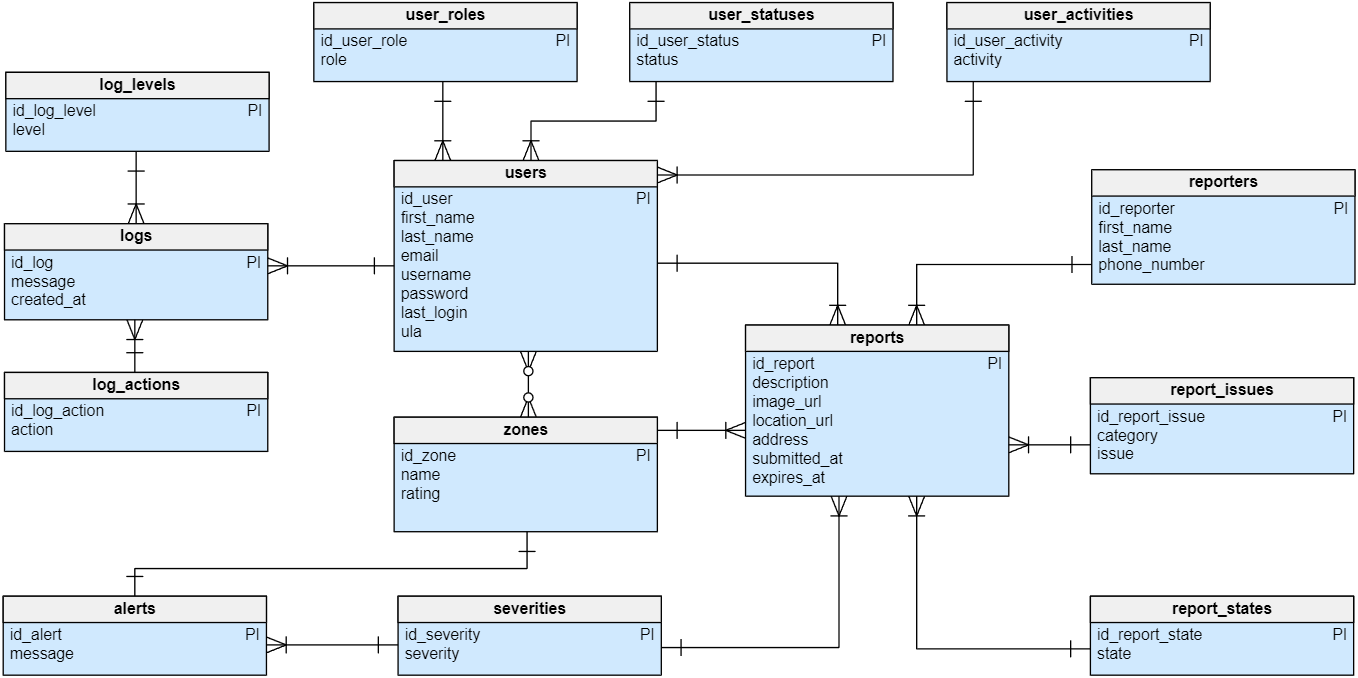 user_roles
id_user_role PI
role
user_statuses
id_user_status PI
status
user_activities
id_user_activity PI
activity
log_levels
id_log_level PI
level
users
id_user PI
first_name
last_name
email
username
password
last_login
ula
reporters
id_reporter PI
first_name
last_name
phone_number
logs
id_log PI
message
created_at
reports
id_report PI
description
image_url
location_url
address
submitted_at
expires_at
log_actions
id_log_action PI
action
report_issues
id_report_issue PI
category
issue
zones
id_zone PI
name
rating
alerts
id_alert PI
message
severities
id_severity PI
severity
report_states
id_report_state PI
state